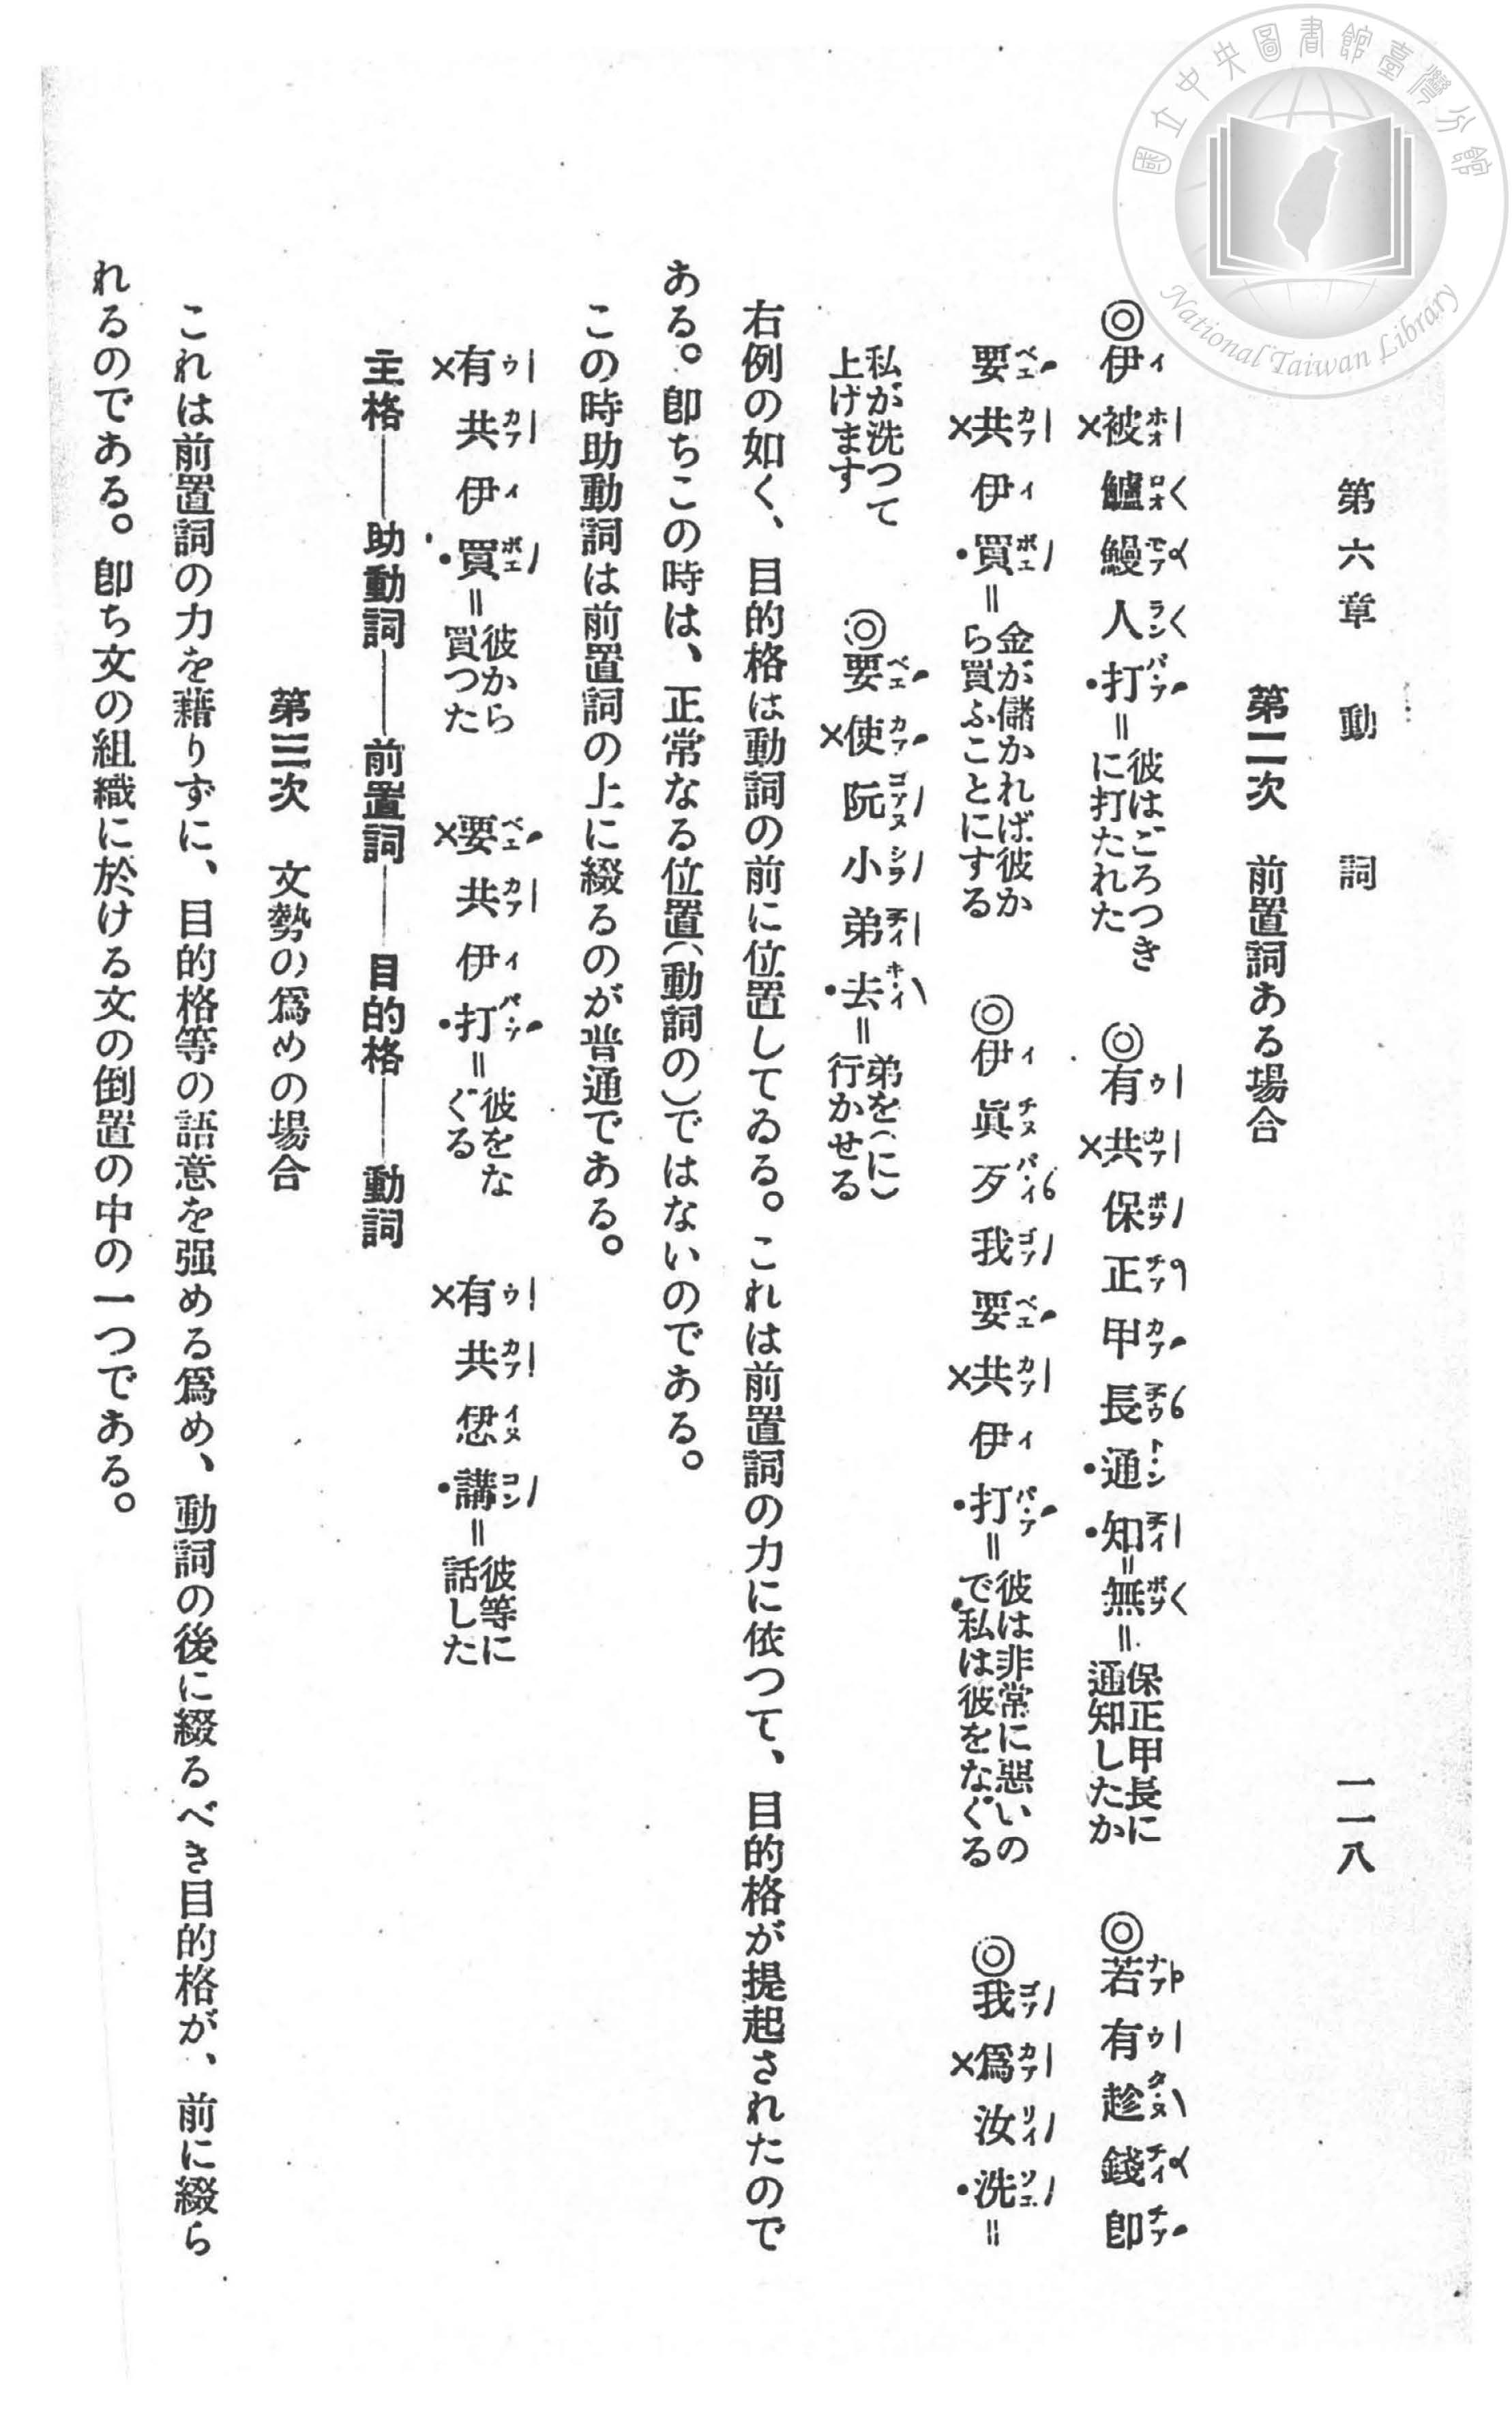 第六章　動　詞　　一一八
第二次　前置詞ある場合
◎伊×被鱸鰻人・打＝彼はごろつきに打たれた　◎有×共保正甲長・通・知＝無＝保正甲長に通知したか　◎若有趁錢卽
要×共伊・買＝金が儲かれば彼から買ふことにする　◎伊眞歹我要×共伊・打＝彼は非常に惡いので私は彼をなぐる　◎我×爲汝・洗＝
私が洗つて上げます　◎要×使阮小弟・去＝弟を(に)行かせる
右例の如く、目的格は動詞の前に位置してゐる。これは前置詞の力に依つて、目的格が提起されたので
ある。卽ちこの時は、正常なる位置(動詞の)ではないのである。
この時助動詞は前置詞の上に綴るのが普通である。
×有共伊・買＝彼から買つた　×要共伊・打＝彼をなぐる　×有共𪜶・講＝彼等に話した
主格——助動詞——前置詞——目的格——動詞
第三次　文勢の爲めの場合
これは前置詞の力を藉りずに、目的格等の語意を强める爲め、動詞の後に綴るべき目的格が、前に綴ら
れるのである。卽ち文の組織に於ける文の倒置の中の一つである。
國立中央圖書館臺灣分館
National Taiwan Library